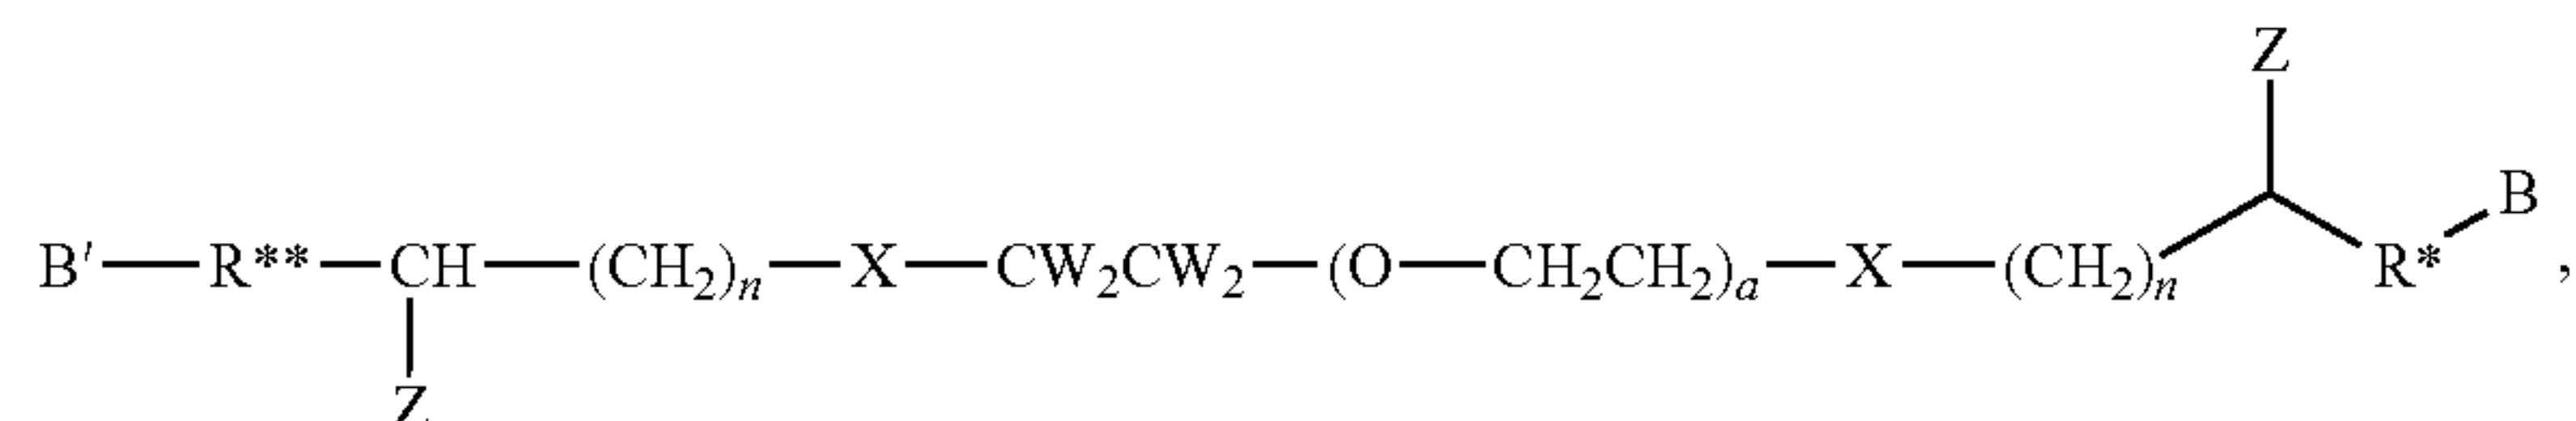 Z
B′—R**—CH—(CH₂)ₙ—X—CW₂CW₂—(O—CH₂CH₂)ₐ—X—(CH₂)ₙ R* B ,
Z